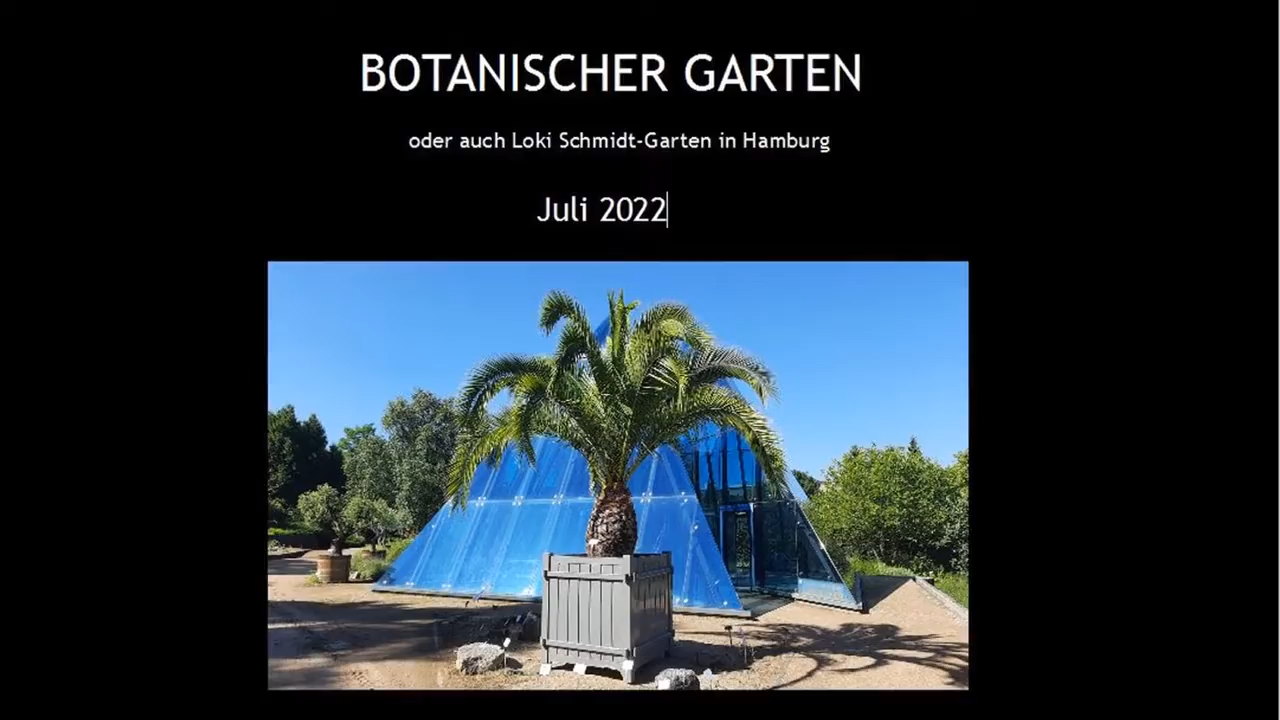 BOTANISCHER GARTEN
oder auch Loki Schmidt-Garten in Hamburg
Juli 2022